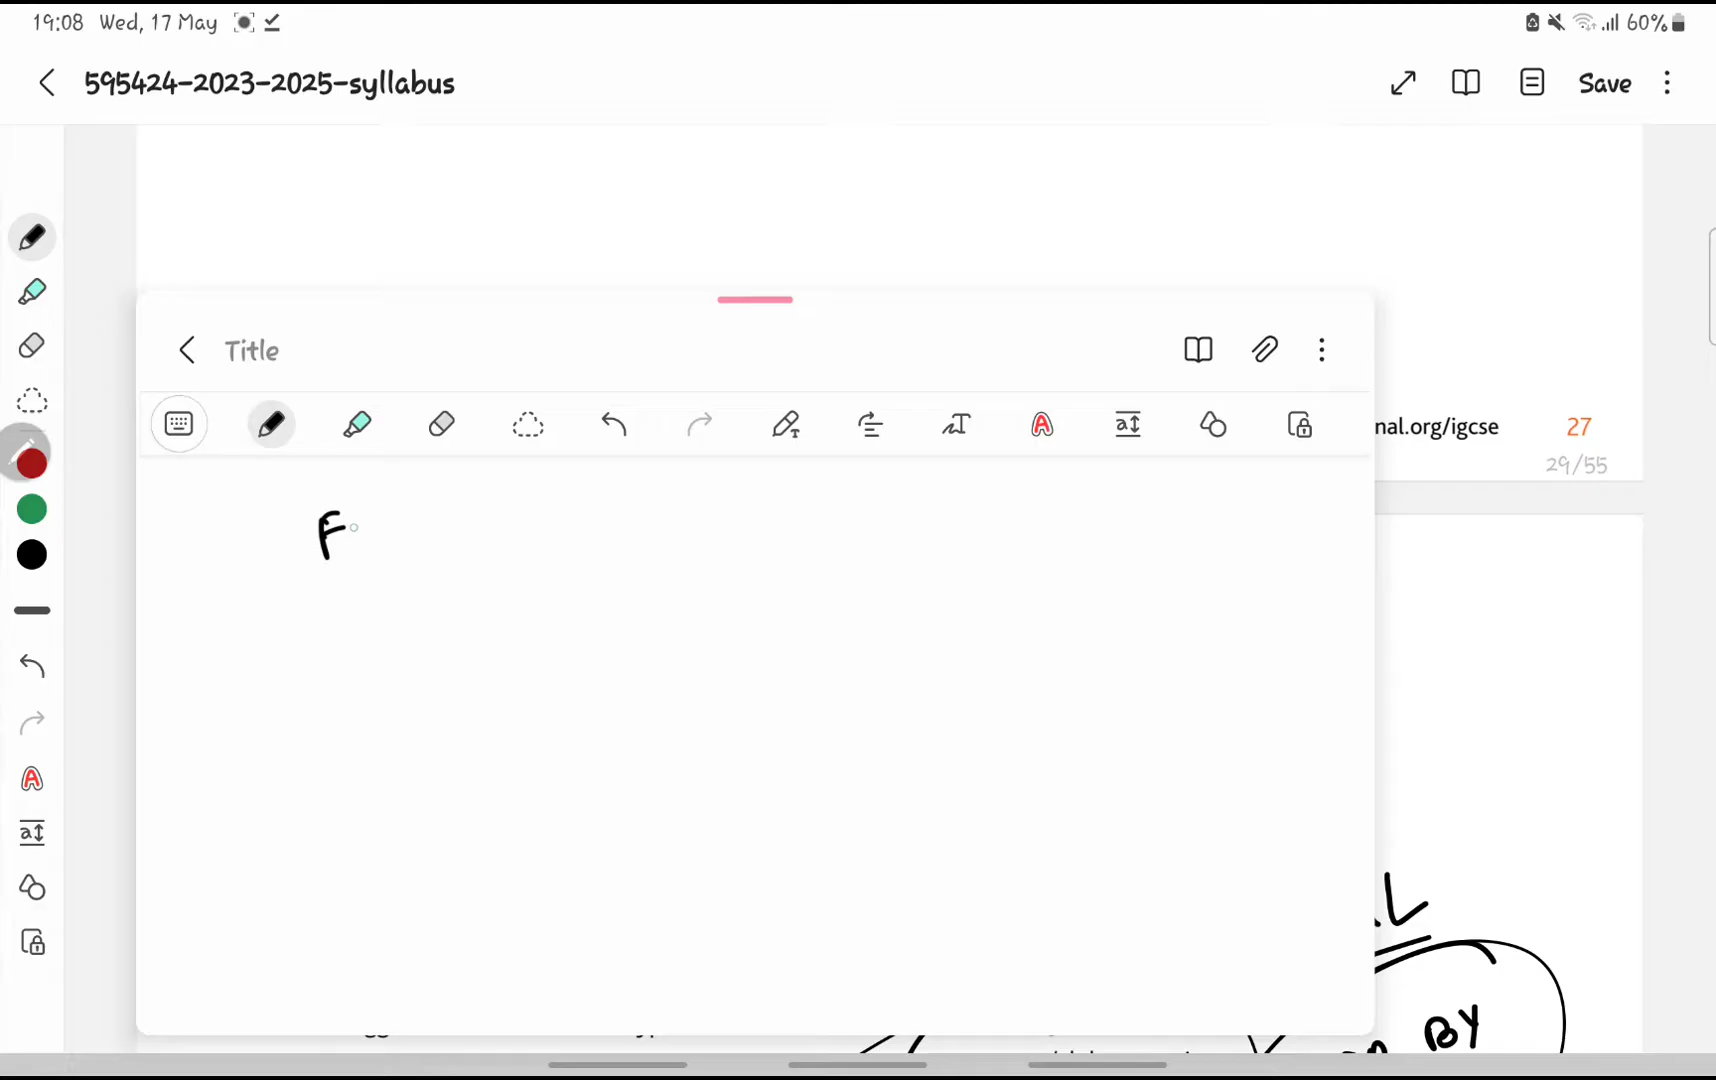 19:08 Wed, 17 May 60%
595424-2023-2025-syllabus Save
Title
nal.org/igcse 27
29/55
F
L
BY